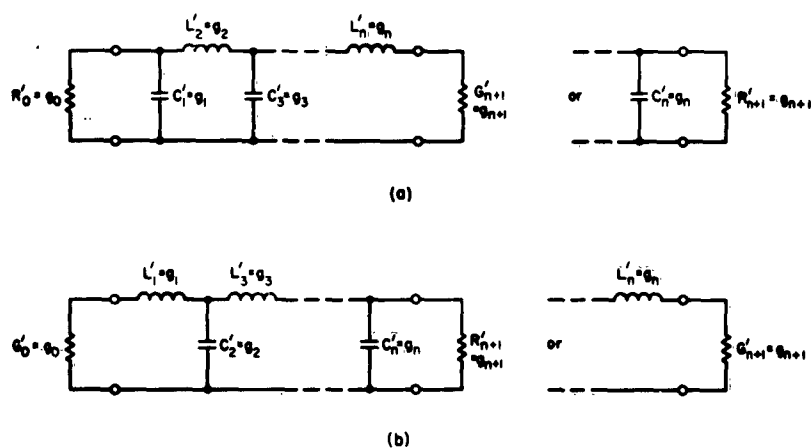 L'2=g2 L'n=gn
R'0=g0 C'1=g1 C'3=g3 G'n+1 =gn+1 or C'n=gn R'n+1=gn+1
(a)
L'1=g1 L'3=g3 L'n=gn
G'0=g0 C'2=g2 C'n=gn R'n+1 =gn+1 or G'n+1=gn+1
(b)